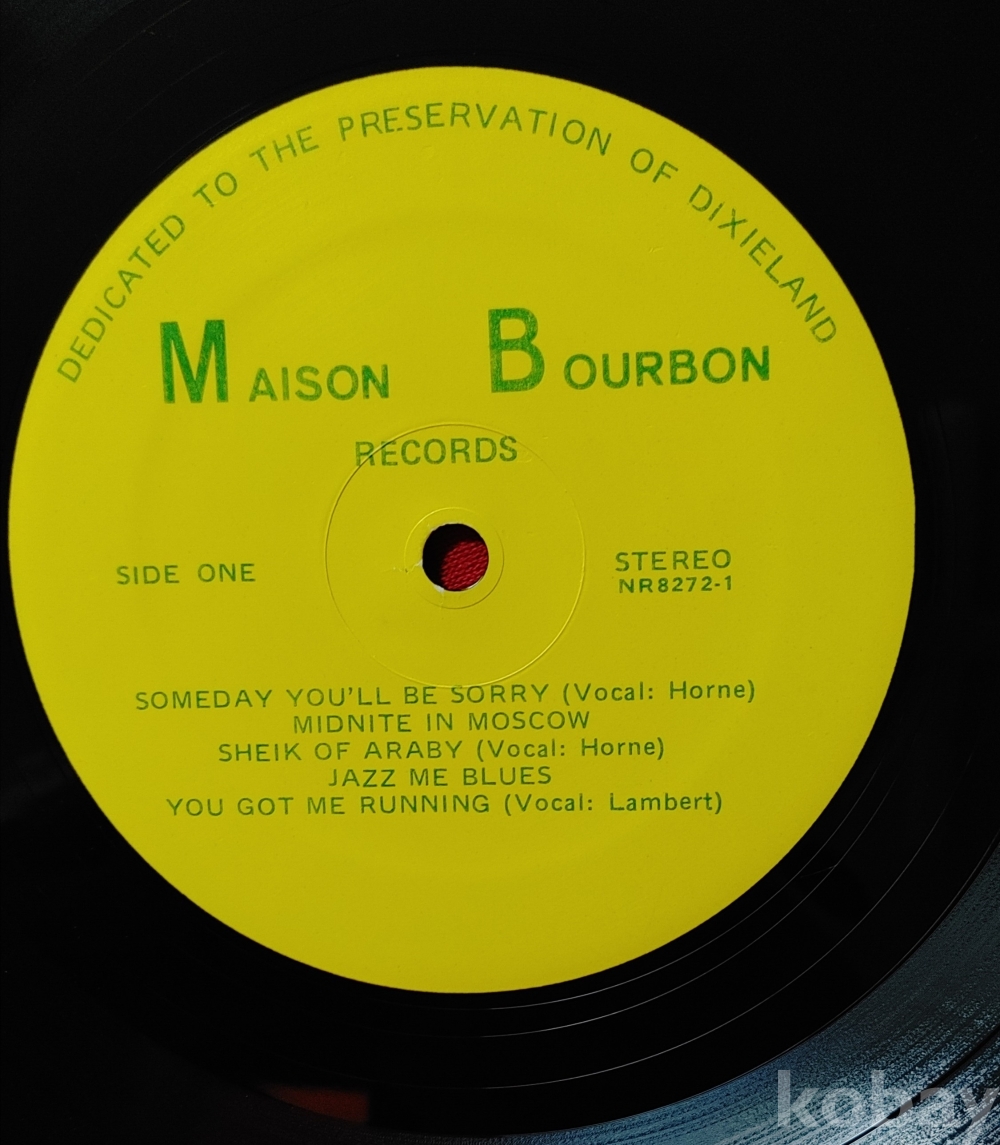 DEDICATED TO THE PRESERVATION OF DIXIELAND
MAISON BOURBON
RECORDS
SIDE ONE
STEREO
NR8272-1
SOMEDAY YOU'LL BE SORRY (Vocal: Horne)
MIDNITE IN MOSCOW
SHEIK OF ARABY (Vocal: Horne)
JAZZ ME BLUES
YOU GOT ME RUNNING (Vocal: Lambert)
kobay